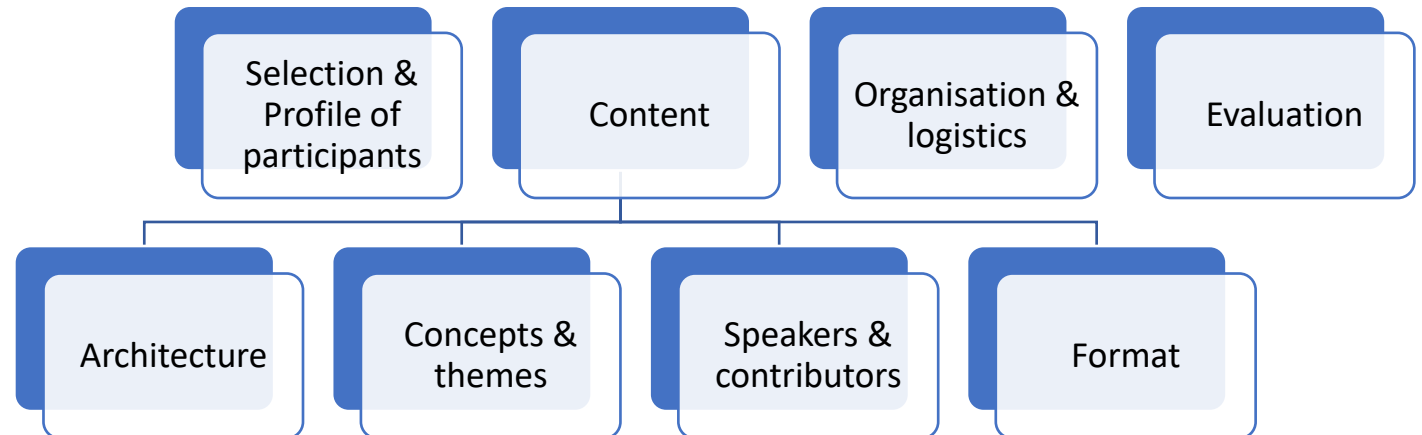 Selection &
Profile of
participants
Content
Organisation &
logistics
Evaluation
Architecture
Concepts &
themes
Speakers &
contributors
Format